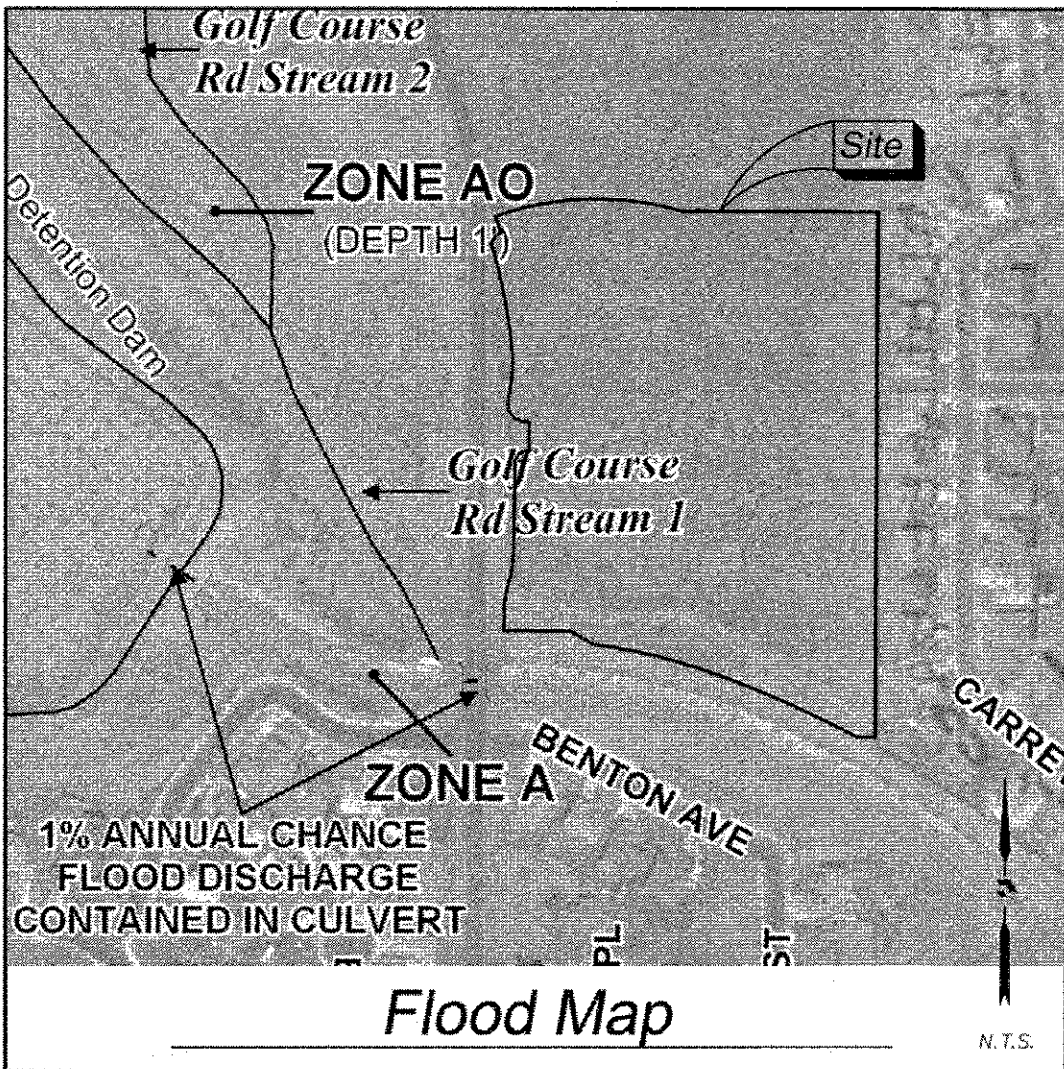 Golf Course
Rd Stream 2
Site
ZONE AO
(DEPTH 1')
Detention Dam
Golf Course
Rd Stream 1
CARRE
BENTON AVE
ZONE A
1% ANNUAL CHANCE
FLOOD DISCHARGE
CONTAINED IN CULVERT
PL
ST
Flood Map
N.T.S.